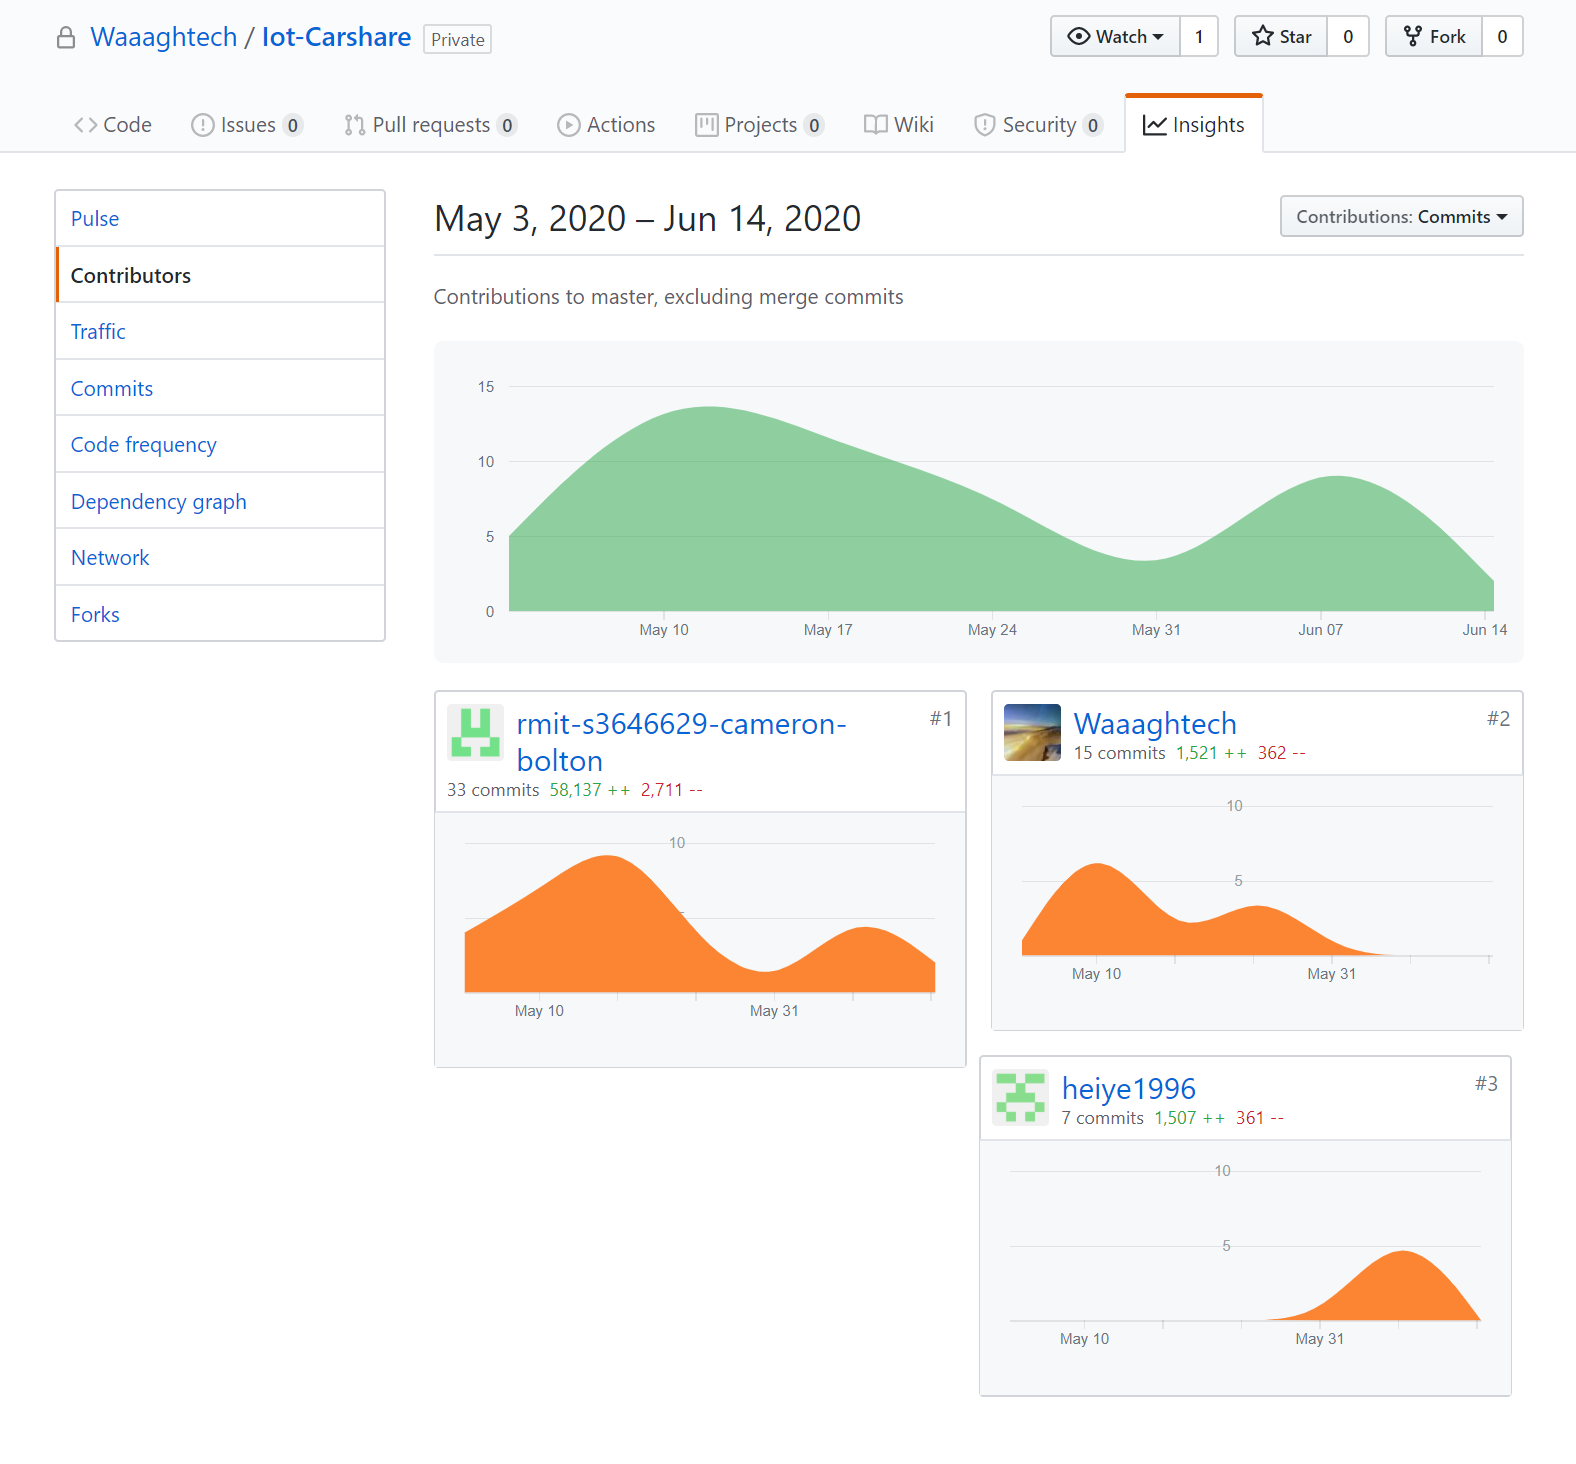 Waaaghtech / Iot-Carshare Private
Watch 1 Star 0 Fork 0
Code Issues 0 Pull requests 0 Actions Projects 0 Wiki Security 0 Insights
Pulse
Contributors
Traffic
Commits
Code frequency
Dependency graph
Network
Forks
May 3, 2020 – Jun 14, 2020
Contributions: Commits
Contributions to master, excluding merge commits
15
10
5
0
May 10 May 17 May 24 May 31 Jun 07 Jun 14
rmit-s3646629-cameron-
bolton
#1
33 commits 58,137 ++ 2,711 --
10
May 10 May 31
Waaaghtech
#2
15 commits 1,521 ++ 362 --
10
5
May 10 May 31
heiye1996
#3
7 commits 1,507 ++ 361 --
10
5
May 10 May 31